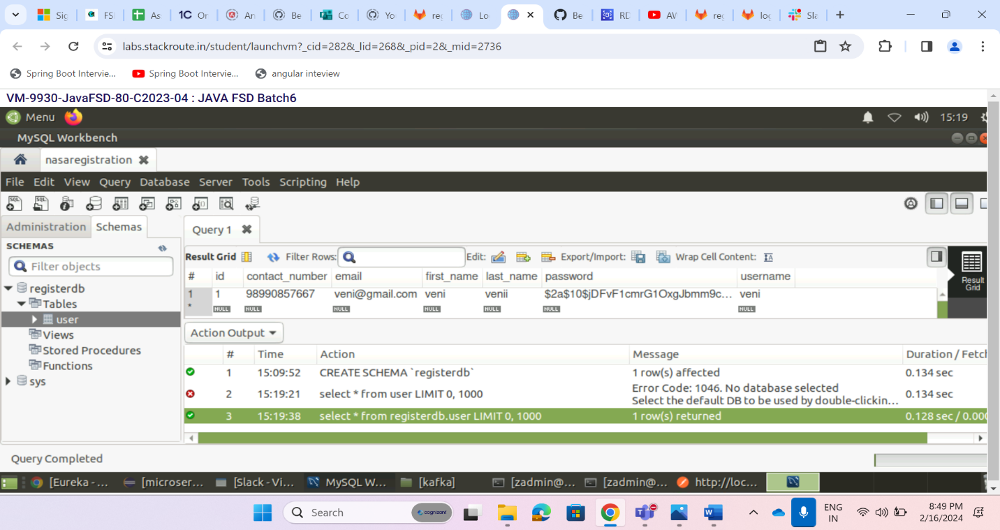 Sig FS As 1C Or Ar Be Co Yo reg Lo Be RD AV reg log Sla
labs.stackroute.in/student/launchvm?_cid=282&_lid=268&_pid=2&_mid=2736
Spring Boot Intervie... Spring Boot Intervie... angular inteview
VM-9930-JavaFSD-80-C2023-04 : JAVA FSD Batch6
Menu 15:19
MySQL Workbench
nasaregistration
File Edit View Query Database Server Tools Scripting Help
Administration Schemas Query 1
SCHEMAS
Result Grid Filter Rows: Edit: Export/Import: Wrap Cell Content:
Filter objects
# id contact_number email first_name last_name password username
Result
Grid
registerdb
1 1 98990857667 veni@gmail.com veni venii $2a$10$jDFvF1cmrG1OxgJbmm9c... veni
Tables
* NULL NULL NULL NULL NULL NULL NULL
user
Views
Action Output
Stored Procedures
# Time Action Message Duration / Fetch
Functions
1 15:09:52 CREATE SCHEMA `registerdb` 1 row(s) affected 0.134 sec
sys
2 15:19:21 select * from user LIMIT 0, 1000 Error Code: 1046. No database selected 0.134 sec
Select the default DB to be used by double-clickin...
3 15:19:38 select * from registerdb.user LIMIT 0, 1000 1 row(s) returned 0.128 sec / 0.000
Query Completed
[Eureka - ... [microser... [Slack - Vi... MySQL W... [kafka] [zadmin@... [zadmin@... http://loc...
Search cognizant ENG
IN
8:49 PM
2/16/2024